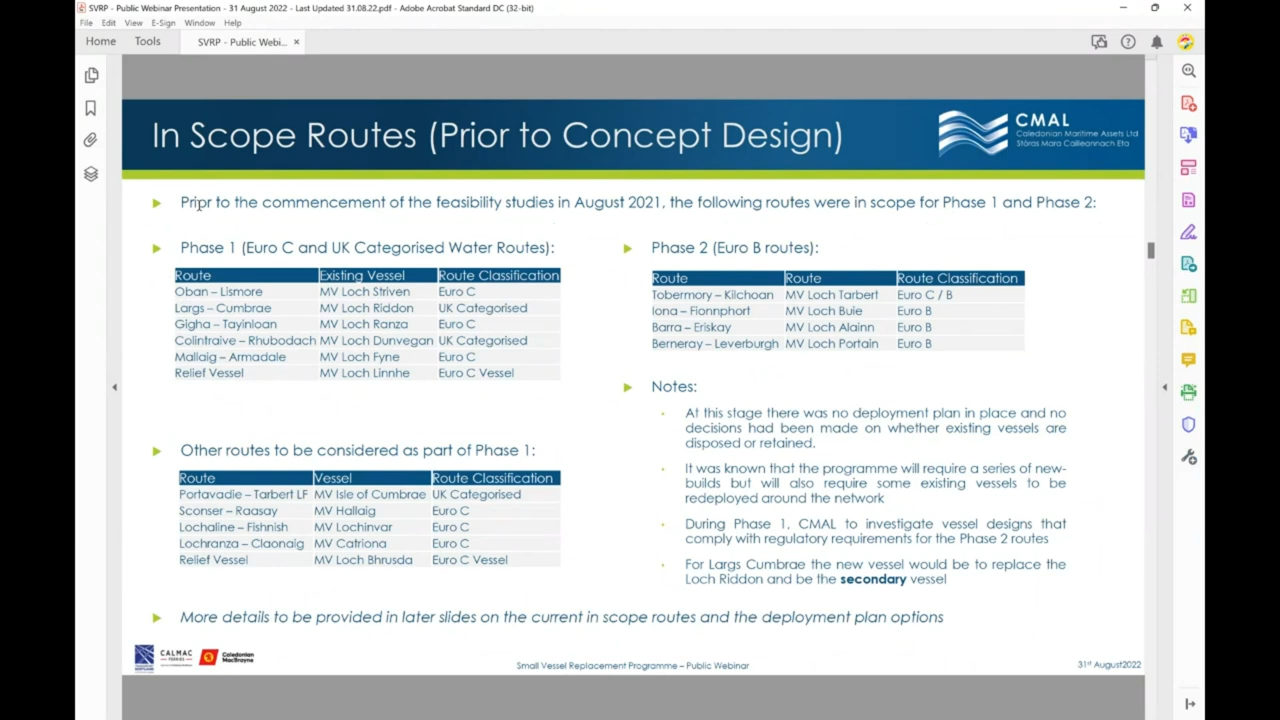 SVRP - Public Webinar Presentation - 31 August 2022 - Last Updated 31.08.22.pdf - Adobe Acrobat Standard DC (32-bit)
File Edit View E-Sign Window Help
Home Tools SVRP - Public Webi... ×
In Scope Routes (Prior to Concept Design)
CMAL
Caledonian Maritime Assets Ltd
Stòras Mara Cailleannach Eta
Prior to the commencement of the feasibility studies in August 2021, the following routes were in scope for Phase 1 and Phase 2:
Phase 1 (Euro C and UK Categorised Water Routes):
Route Existing Vessel Route Classification
Oban – Lismore MV Loch Striven Euro C
Largs – Cumbrae MV Loch Riddon UK Categorised
Gigha – Tayinloan MV Loch Ranza Euro C
Colintraive – Rhubodach MV Loch Dunvegan UK Categorised
Mallaig – Armadale MV Loch Fyne Euro C
Relief Vessel MV Loch Linnhe Euro C Vessel
Other routes to be considered as part of Phase 1:
Route Vessel Route Classification
Portavadie – Tarbert LF MV Isle of Cumbrae UK Categorised
Sconser – Raasay MV Hallaig Euro C
Lochaline – Fishnish MV Lochinvar Euro C
Lochranza – Claonaig MV Catriona Euro C
Relief Vessel MV Loch Bhrusda Euro C Vessel
Phase 2 (Euro B routes):
Route Route Route Classification
Tobermory – Kilchoan MV Loch Tarbert Euro C / B
Iona – Fionnphort MV Loch Buie Euro B
Barra – Eriskay MV Loch Alainn Euro B
Berneray – Leverburgh MV Loch Portain Euro B
Notes:
At this stage there was no deployment plan in place and no
decisions had been made on whether existing vessels are
disposed or retained.
It was known that the programme will require a series of new-
builds but will also require some existing vessels to be
redeployed around the network
During Phase 1, CMAL to investigate vessel designs that
comply with regulatory requirements for the Phase 2 routes
For Largs Cumbrae the new vessel would be to replace the
Loch Riddon and be the secondary vessel
More details to be provided in later slides on the current in scope routes and the deployment plan options
CALMAC
FERRIES
Caledonian
MacBrayne
Small Vessel Replacement Programme – Public Webinar
31st August2022